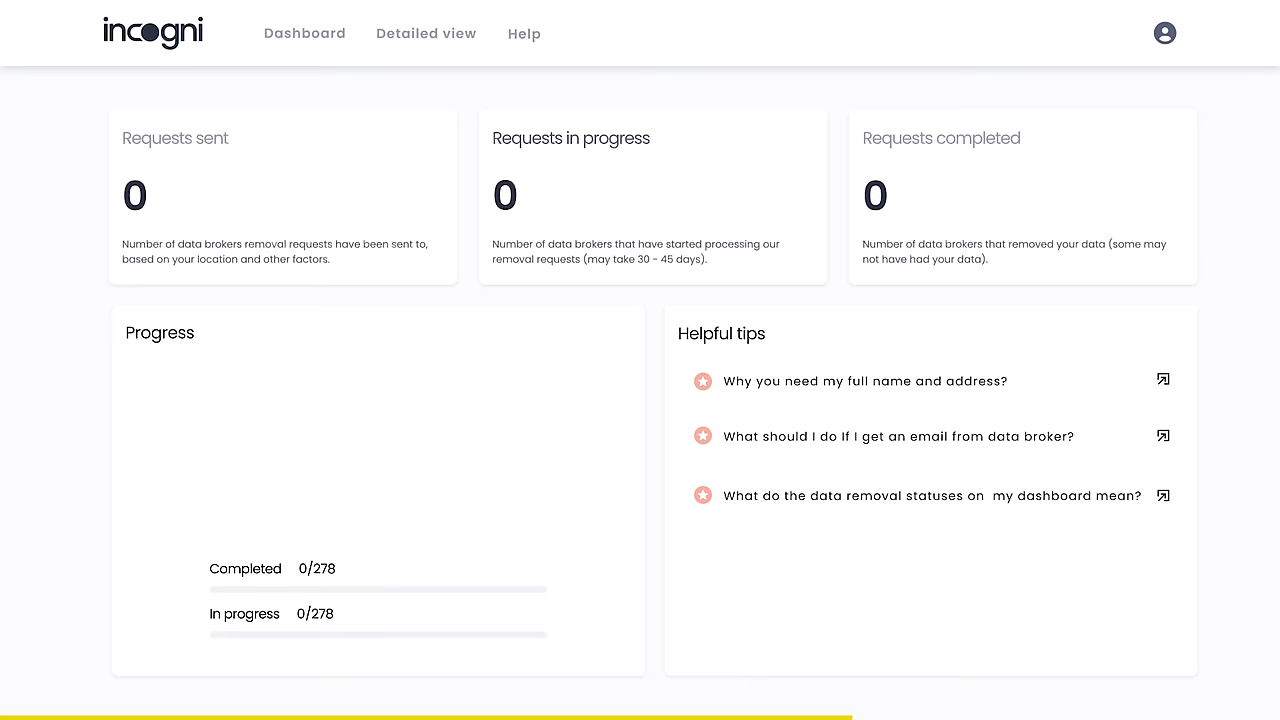 incogni
Dashboard
Detailed view
Help
Requests sent
0
Number of data brokers removal requests have been sent to,
based on your location and other factors.
Requests in progress
0
Number of data brokers that have started processing our
removal requests (may take 30 - 45 days).
Requests completed
0
Number of data brokers that removed your data (some may
not have had your data).
Progress
Completed 0/278
In progress 0/278
Helpful tips
Why you need my full name and address?
What should I do If I get an email from data broker?
What do the data removal statuses on my dashboard mean?